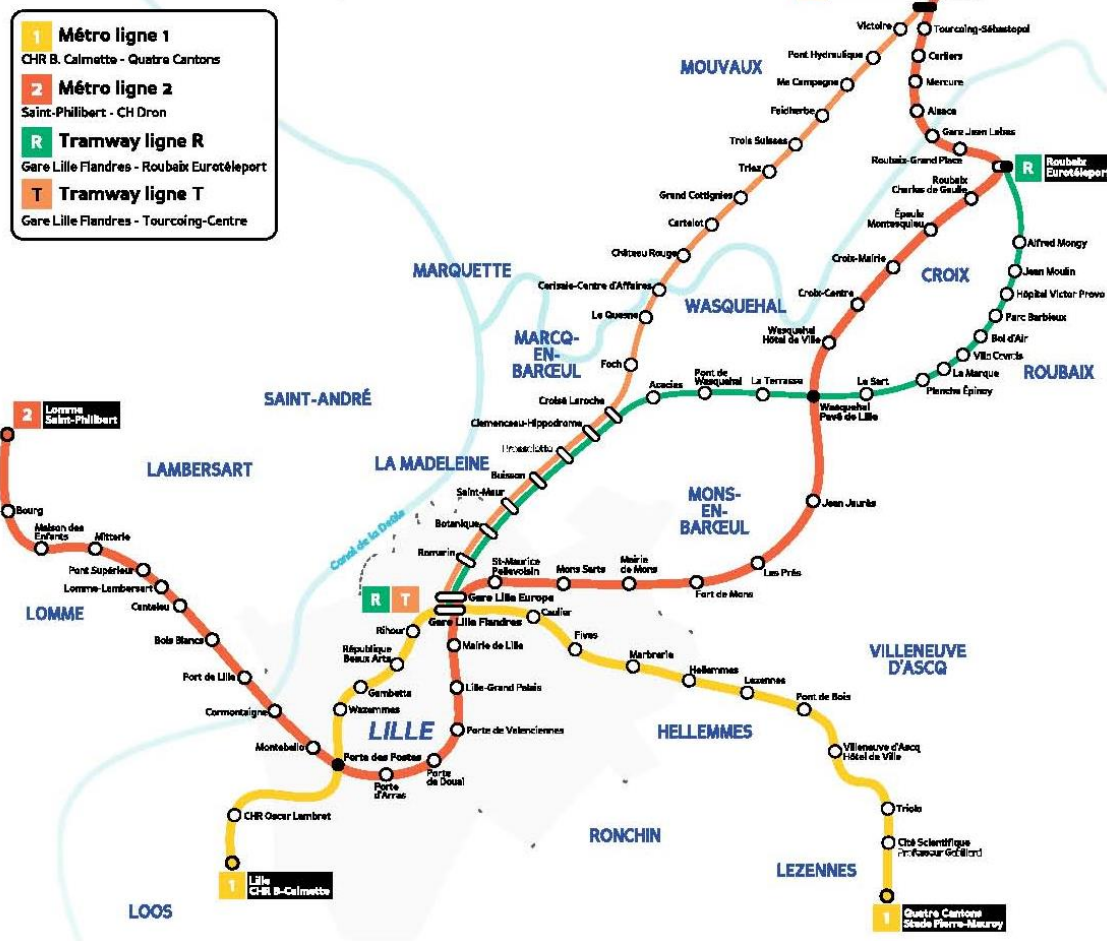 1 Métro ligne 1
CHR B. Calmette - Quatre Cantons
2 Métro ligne 2
Saint-Philibert - CH Dron
R Tramway ligne R
Gare Lille Flandres - Roubaix Eurotéleport
T Tramway ligne T
Gare Lille Flandres - Tourcoing-Centre
Victoire
Tourcoing-Sébastopol
Pont Hydraulique
Carliers
MOUVAUX
Ma Campagne
Mercure
Faidherbe
Alsace
Trois Suisses
Gare Jean Lebas
Roubaix-Grand Place
R
Roubaix
Eurotéleport
Triez
Grand Cottignies
Roubaix
Charles de Gaulle
Cartelot
Épeule
Montesquieu
Château Rouge
Alfred Mongy
Croix-Mairie
MARQUETTE
CROIX
Jean Moulin
Cerisaie-Centre d'Affaires
Croix-Centre
Hôpital Victor Provo
WASQUEHAL
Le Quesne
Parc Barbieux
MARCQ-
EN-
BARŒUL
Wasquehal
Hôtel de Ville
Bol d'Air
Villa Cavrois
Foch
La Marque
ROUBAIX
Acacias
Pont de
Wasquehal
La Terrasse
Le Sart
Planche Épinoy
SAINT-ANDRÉ
Croisé Laroche
Wasquehal
Pavé de Lille
2
Lomme
Saint-Philibert
Clemenceau-Hippodrome
Brossolette
LAMBERSART
LA MADELEINE
Buisson
Saint-Maur
MONS-
EN-
BARŒUL
Jean Jaurès
Bourg
Canal de la Deûle
Botanique
Maison des
Enfants
Mitterie
Romarin
Pont Supérieur
St-Maurice
Pellevoisin
Mons Sarts
Mairie
de Mons
Les Prés
Fort de Mons
Lomme-Lambersart
R T
Gare Lille Europe
Canteleu
LOMME
Gare Lille Flandres
Caulier
Rihour
Bois Blancs
Mairie de Lille
Fives
République
Beaux Arts
Marbrerie
VILLENEUVE
D'ASCQ
Port de Lille
Gambetta
Lille-Grand Palais
Hellemmes
Lezennes
Cormontaigne
Wazemmes
Pont de Bois
LILLE
Porte de Valenciennes
HELLEMMES
Montebello
Porte des Postes
Villeneuve d'Ascq
Hôtel de Ville
Porte
d'Arras
Porte
de Douai
CHR Oscar Lambret
Triolo
RONCHIN
Cité Scientifique
Professeur Gabillard
LEZENNES
1
Lille
CHR B-Calmette
LOOS
1
Quatre Cantons
Stade Pierre-Mauroy